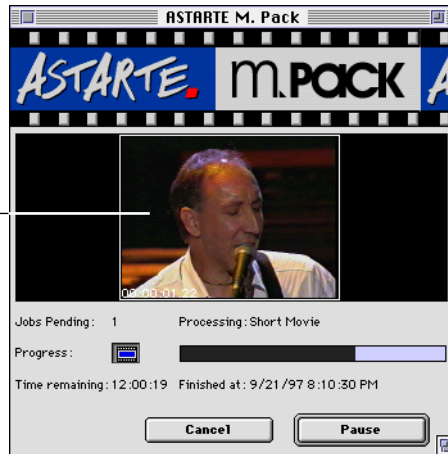 ASTARTE M. Pack
ASTARTE. M.PACK A
00:00:01.22
Jobs Pending: 1 Processing: Short Movie
Progress:
Time remaining: 12:00:19 Finished at: 9/21/97 8:10:30 PM
Cancel Pause